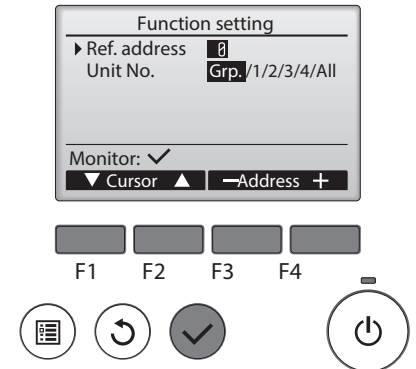 Function setting
Ref. address 0
Unit No. Grp./1/2/3/4/All
Monitor:
Cursor Address
F1 F2 F3 F4